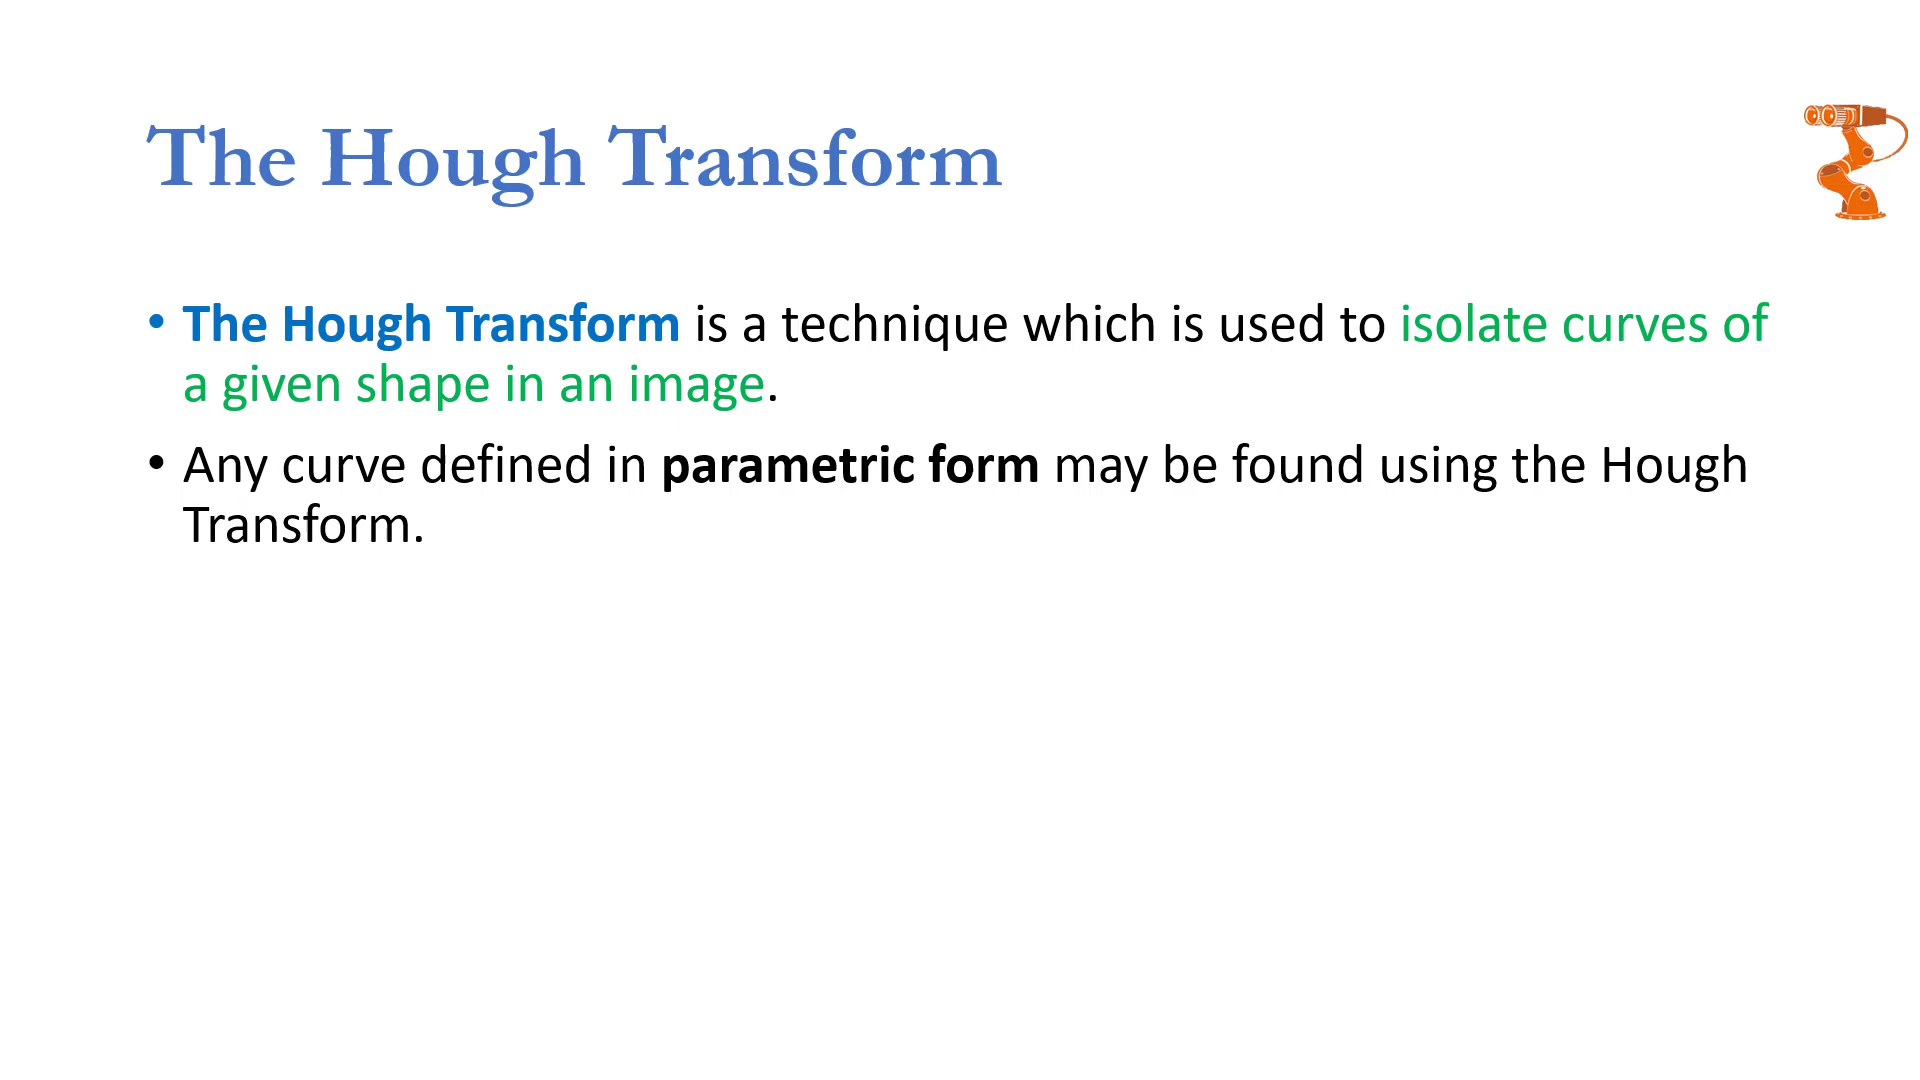 The Hough Transform
• The Hough Transform is a technique which is used to isolate curves of
a given shape in an image.
• Any curve defined in parametric form may be found using the Hough
Transform.